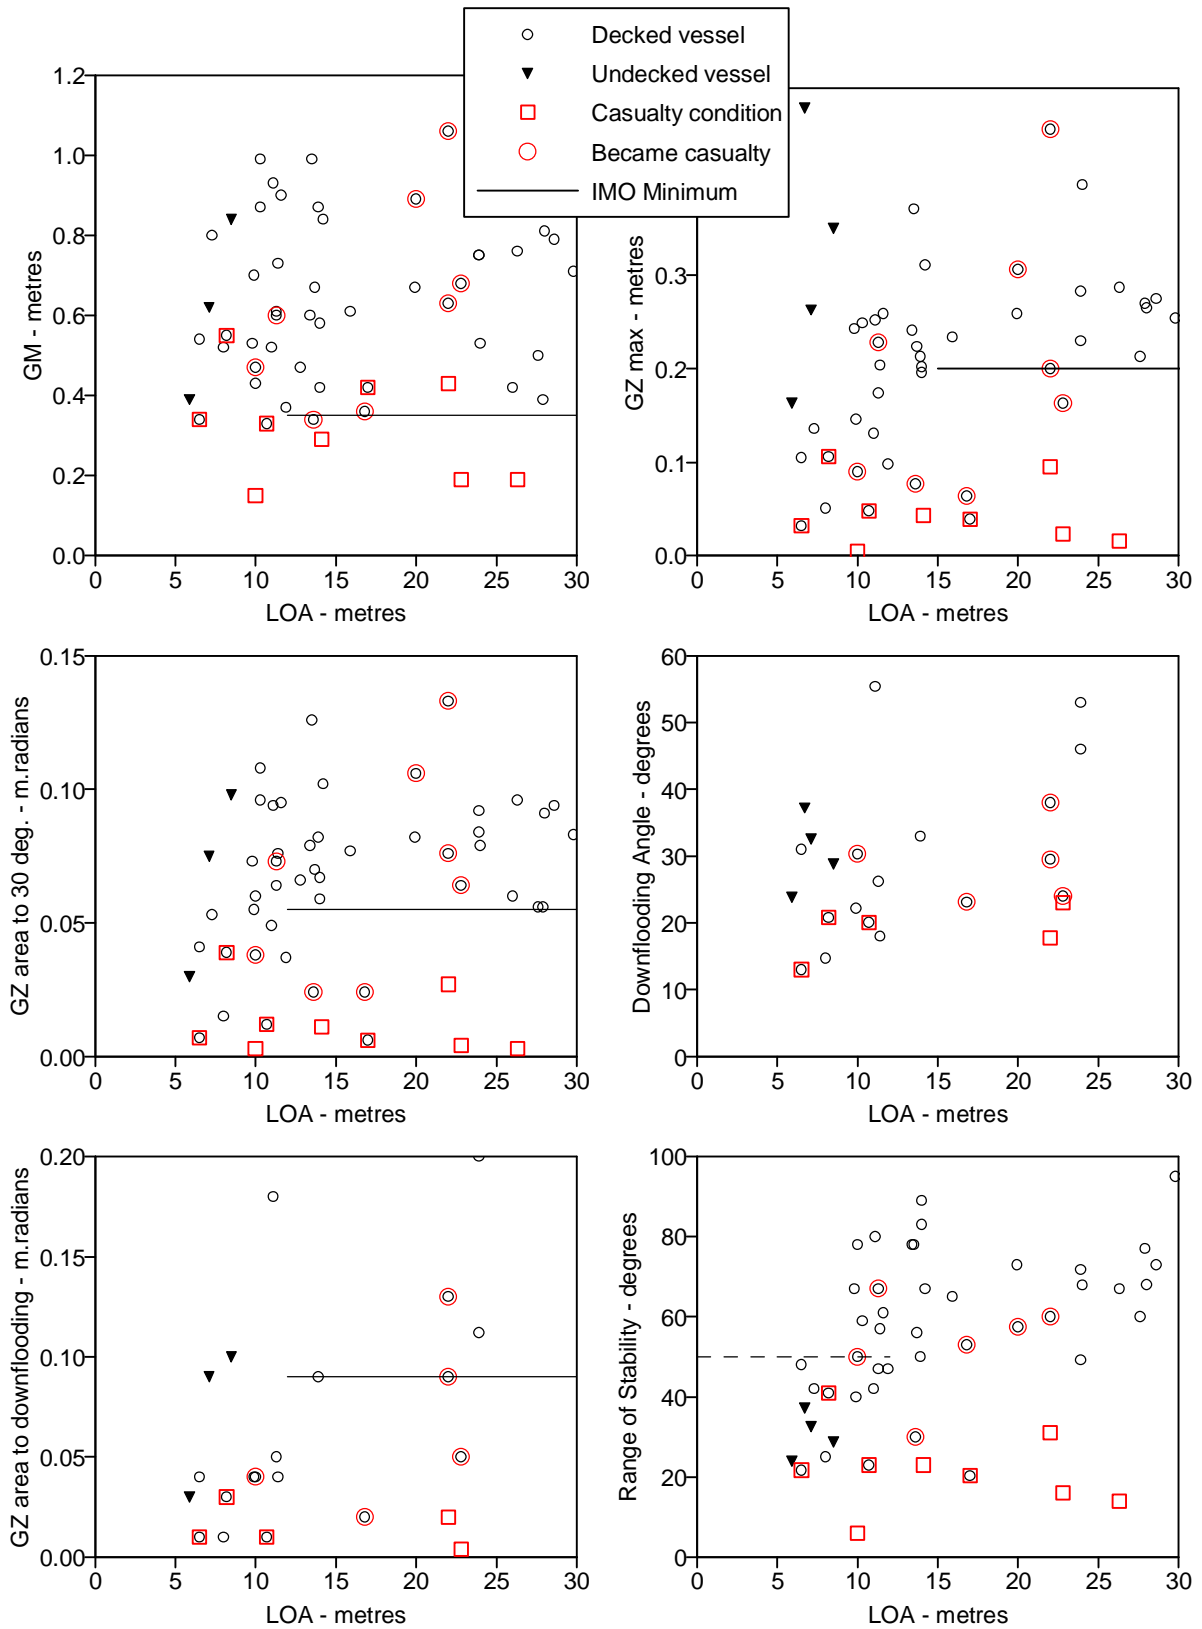 Decked vessel
Undecked vessel
Casualty condition
Became casualty
IMO Minimum
1.2
1.0
0.8
0.6
0.4
0.2
0.0
GM - metres
0 5 10 15 20 25 30
LOA - metres
0.3
0.2
0.1
0.0
GZ max - metres
0 5 10 15 20 25 30
LOA - metres
0.15
0.10
0.05
0.00
GZ area to 30 deg. - m.radians
0 5 10 15 20 25 30
LOA - metres
60
50
40
30
20
10
0
Downflooding Angle - degrees
0 5 10 15 20 25 30
LOA - metres
0.20
0.15
0.10
0.05
0.00
GZ area to downflooding - m.radians
0 5 10 15 20 25 30
LOA - metres
100
80
60
40
20
0
Range of Stability - degrees
0 5 10 15 20 25 30
LOA - metres